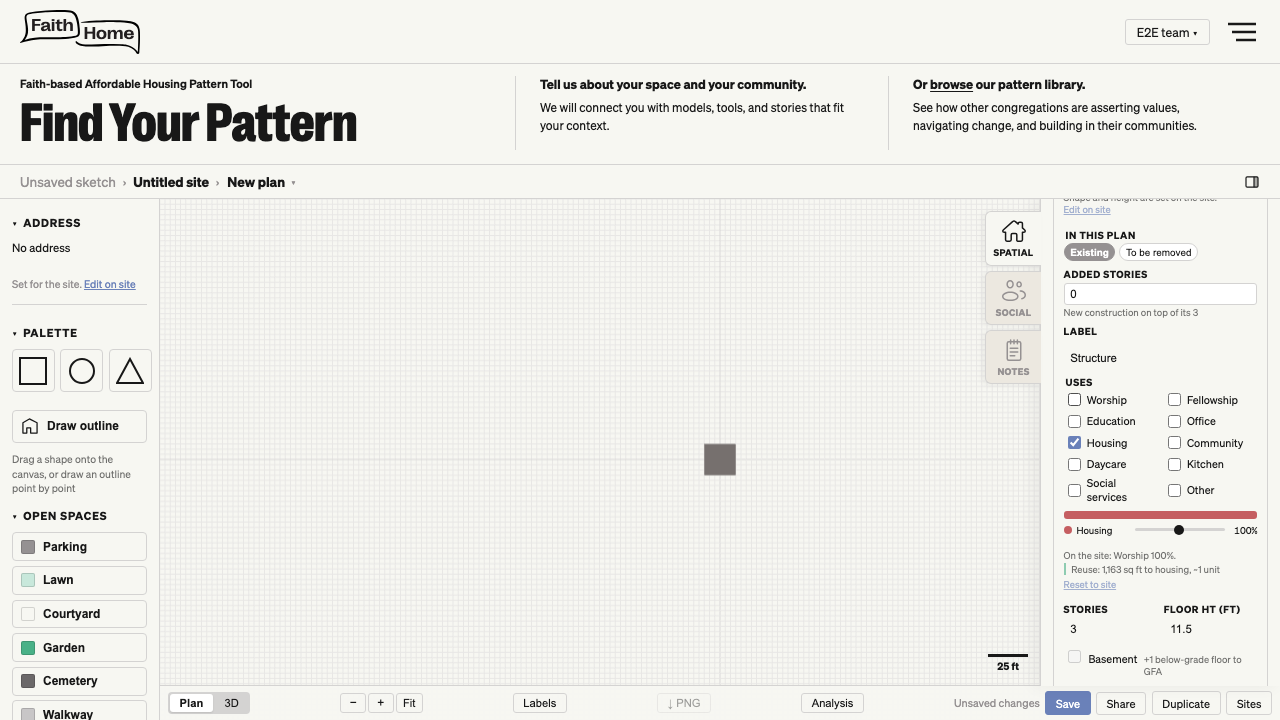 Faith
Home
E2E team ▾
Faith-based Affordable Housing Pattern Tool
Find Your Pattern
Tell us about your space and your community.
We will connect you with models, tools, and stories that fit
your context.
Or browse our pattern library.
See how other congregations are asserting values,
navigating change, and building in their communities.
Unsaved sketch › Untitled site › New plan ▾
▾ ADDRESS
No address
Set for the site. Edit on site
▾ PALETTE
Draw outline
Drag a shape onto the
canvas, or draw an outline
point by point
▾ OPEN SPACES
Parking
Lawn
Courtyard
Garden
Cemetery
Walkway
SPATIAL
SOCIAL
NOTES
25 ft
Shape and height are set on the site.
Edit on site
IN THIS PLAN
Existing
To be removed
ADDED STORIES
0
New construction on top of its 3
LABEL
Structure
USES
Worship
Fellowship
Education
Office
Housing
Community
Daycare
Kitchen
Social
services
Other
Housing
100%
On the site: Worship 100%.
Reuse: 1,163 sq ft to housing, ~1 unit
Reset to site
STORIES
FLOOR HT (FT)
3
11.5
Basement
+1 below-grade floor to
GFA
Plan
3D
−
+
Fit
Labels
↓ PNG
Analysis
Unsaved changes
Save
Share
Duplicate
Sites